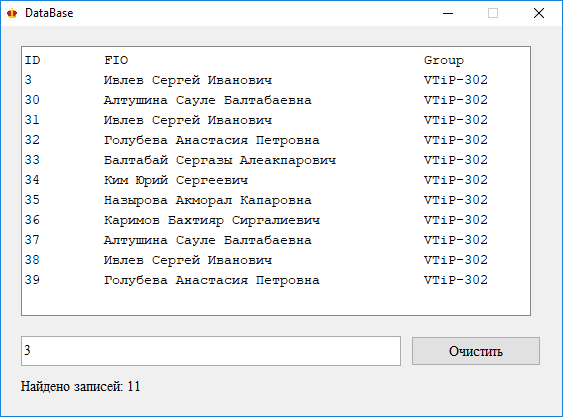 DataBase
ID FIO Group
3 Ивлев Сергей Иванович VTiP-302
30 Алтушина Сауле Балтабаевна VTiP-302
31 Ивлев Сергей Иванович VTiP-302
32 Голубева Анастасия Петровна VTiP-302
33 Балтабай Сергазы Алеакпарович VTiP-302
34 Ким Юрий Сергеевич VTiP-302
35 Назырова Акморал Капаровна VTiP-302
36 Каримов Бахтияр Сиргалиевич VTiP-302
37 Алтушина Сауле Балтабаевна VTiP-302
38 Ивлев Сергей Иванович VTiP-302
39 Голубева Анастасия Петровна VTiP-302
3 Очистить
Найдено записей: 11